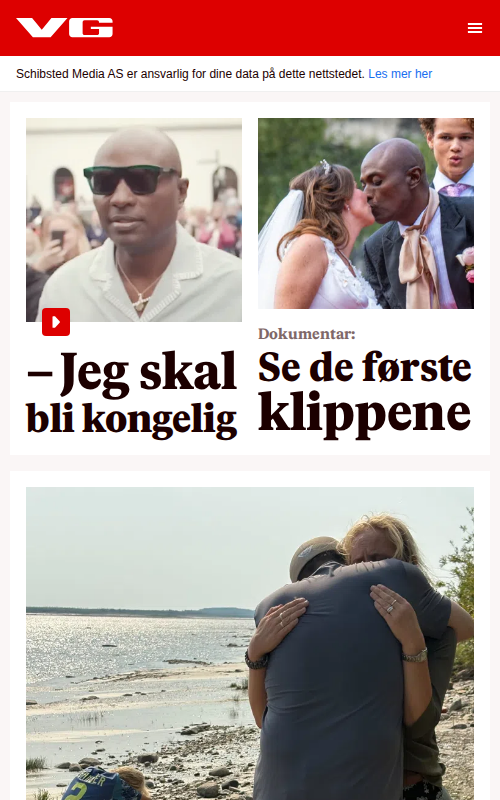 VG
Schibsted Media AS er ansvarlig for dine data på dette nettstedet. Les mer her
– Jeg skal
bli kongelig
Dokumentar:
Se de første
klippene
2